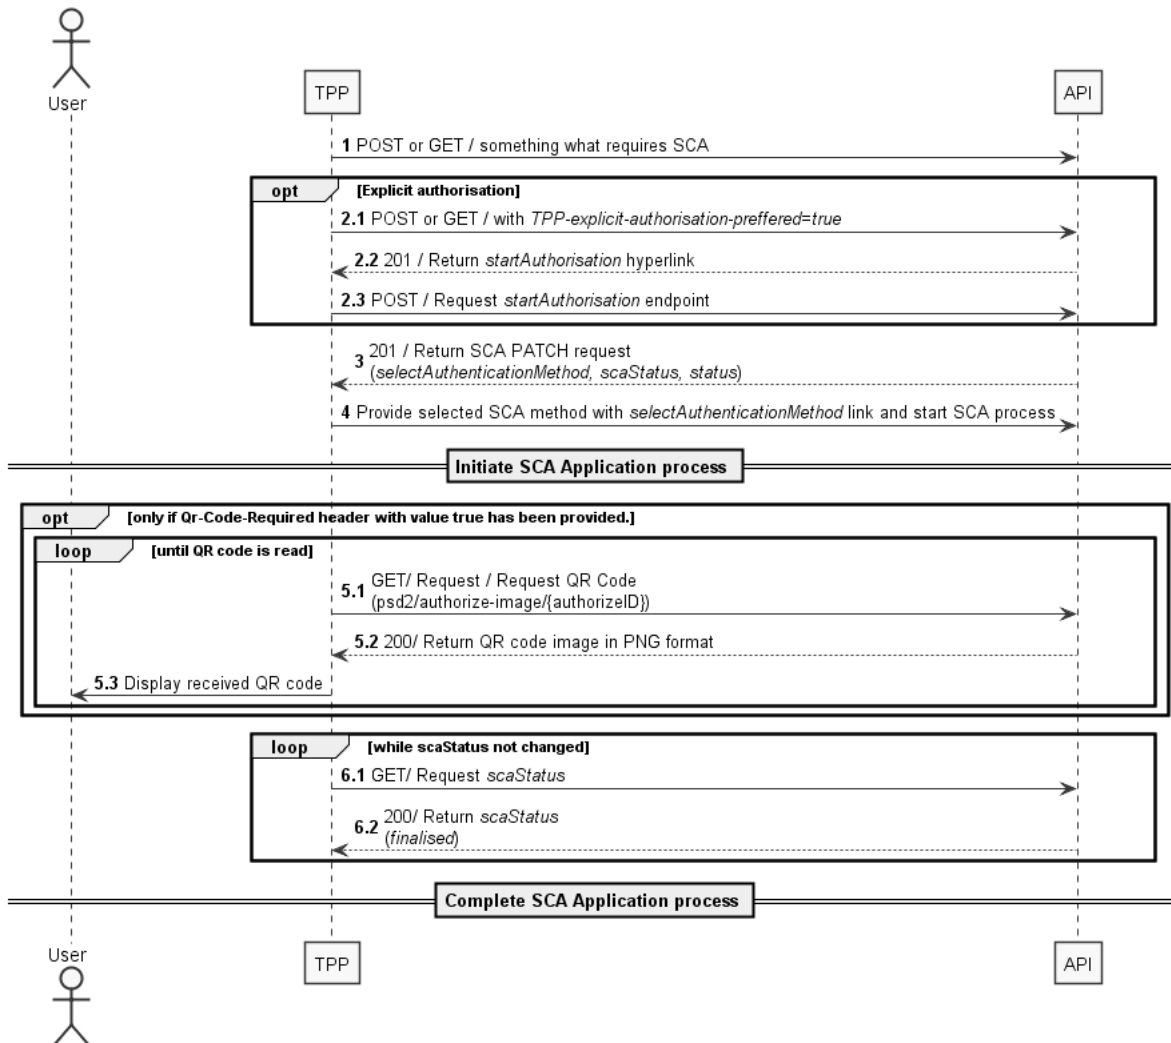 User
TPP
API
1 POST or GET / something what requires SCA
opt [Explicit authorisation]
2.1 POST or GET / with TPP-explicit-authorisation-preffered=true
2.2 201 / Return startAuthorisation hyperlink
2.3 POST / Request startAuthorisation endpoint
3 201 / Return SCA PATCH request
(selectAuthenticationMethod, scaStatus, status)
4 Provide selected SCA method with selectAuthenticationMethod link and start SCA process
Initiate SCA Application process
opt [only if Qr-Code-Required header with value true has been provided.]
loop [until QR code is read]
5.1 GET/ Request / Request QR Code
(psd2/authorize-image/{authorizeID})
5.2 200/ Return QR code image in PNG format
5.3 Display received QR code
loop [while scaStatus not changed]
6.1 GET/ Request scaStatus
6.2 200/ Return scaStatus
(finalised)
Complete SCA Application process
User
TPP
API